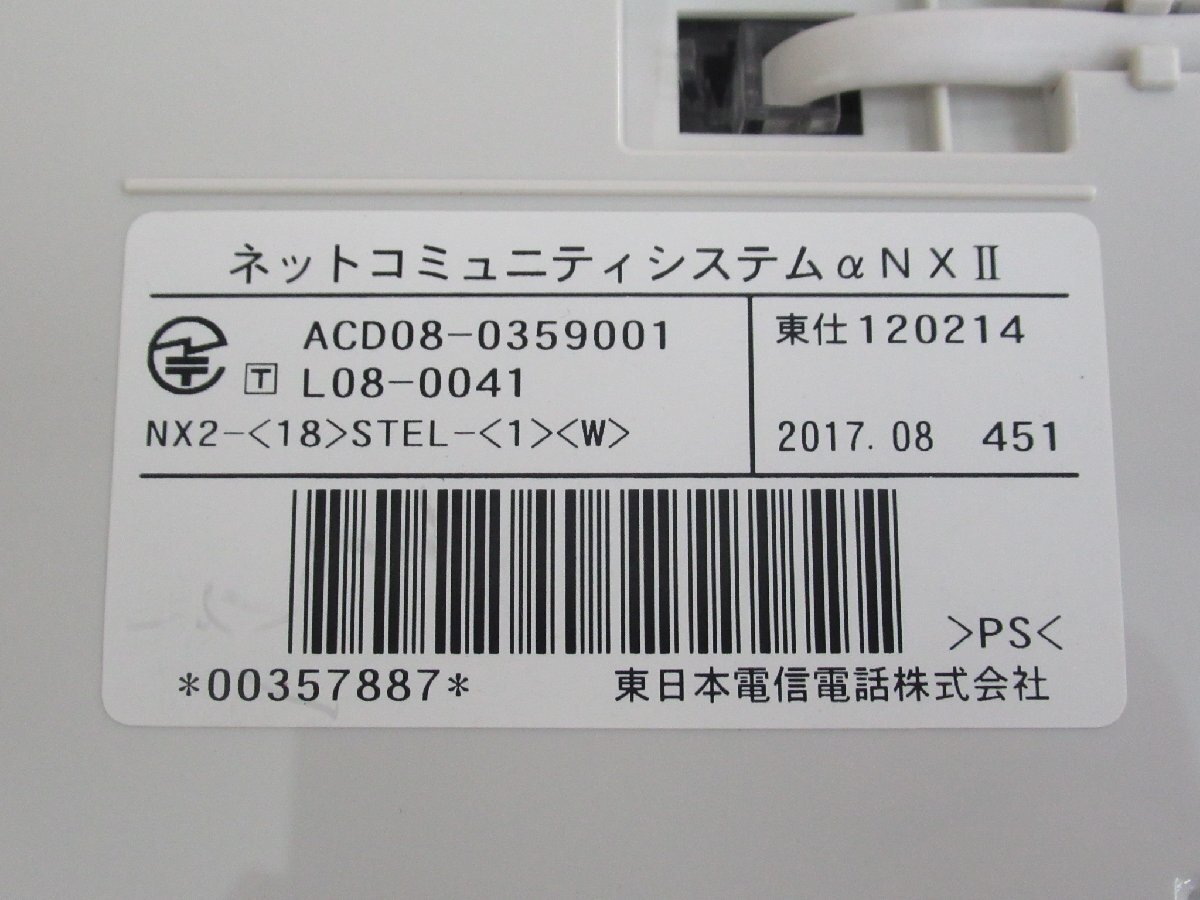 ネットコミュニティシステムαNXⅡ
ACD08-0359001
T L08-0041
NX2-<18>STEL-<1><W>
東仕120214
2017.08 451
>PS<
*00357887*
東日本電信電話株式会社